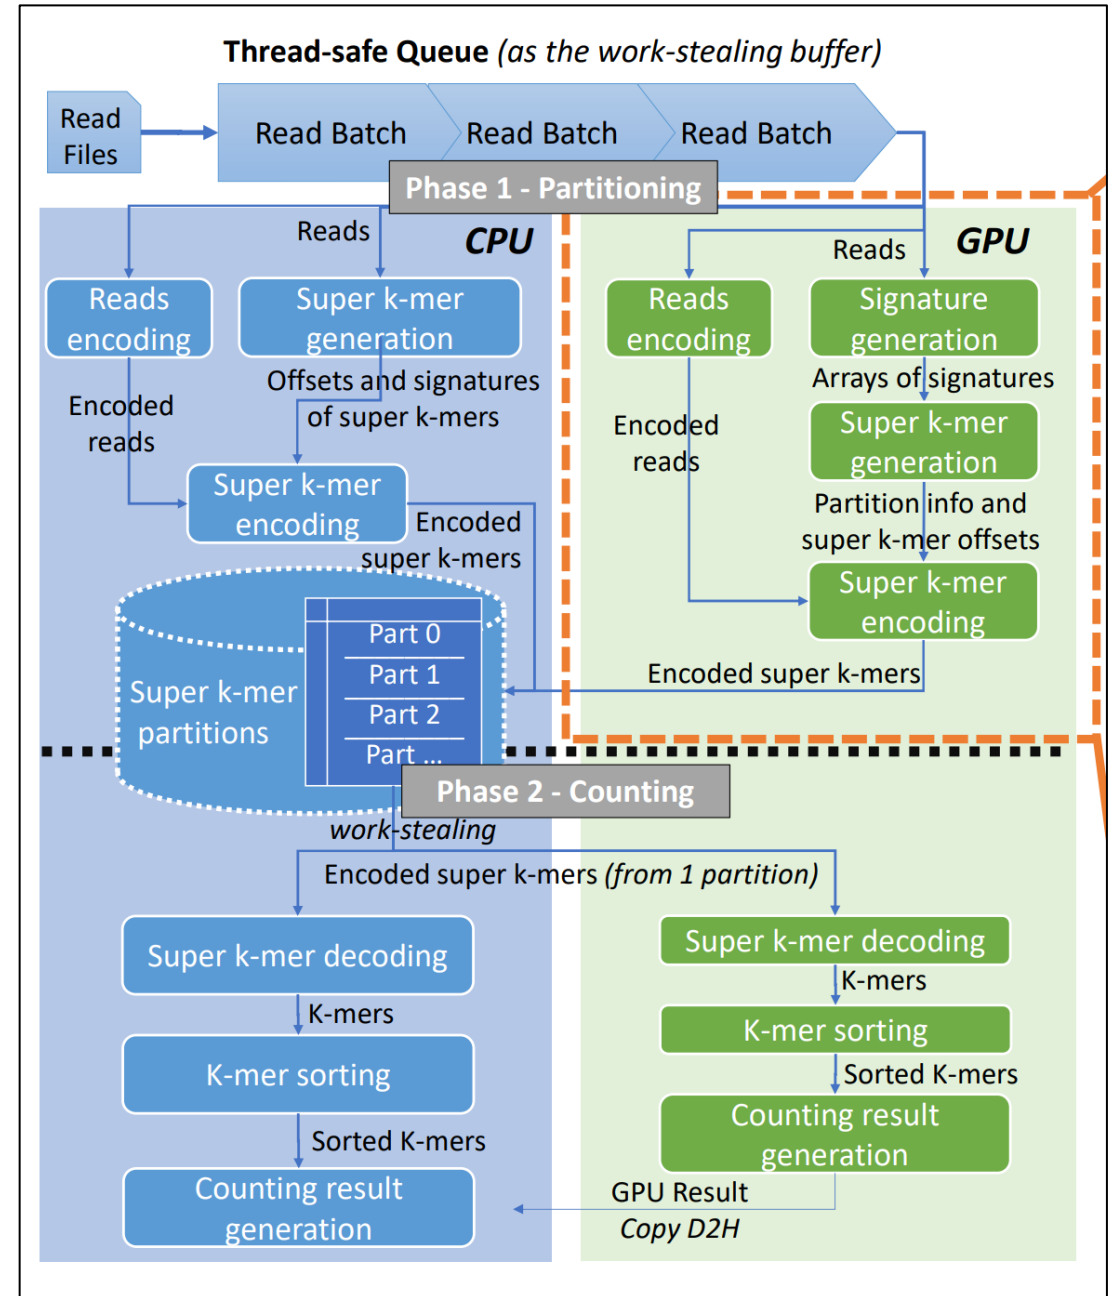 Thread-safe Queue (as the work-stealing buffer)
Read
Files
Read Batch
Read Batch
Read Batch
Phase 1 - Partitioning
CPU
Reads
Reads
encoding
Super k-mer
generation
Offsets and signatures
of super k-mers
Encoded
reads
Super k-mer
encoding
Encoded
super k-mers
GPU
Reads
Reads
encoding
Signature
generation
Arrays of signatures
Encoded
reads
Super k-mer
generation
Partition info and
super k-mer offsets
Super k-mer
encoding
Encoded super k-mers
Super k-mer
partitions
Part 0
Part 1
Part 2
Part ...
Phase 2 - Counting
work-stealing
Encoded super k-mers (from 1 partition)
Super k-mer decoding
K-mers
K-mer sorting
Sorted K-mers
Counting result
generation
Super k-mer decoding
K-mers
K-mer sorting
Sorted K-mers
Counting result
generation
GPU Result
Copy D2H